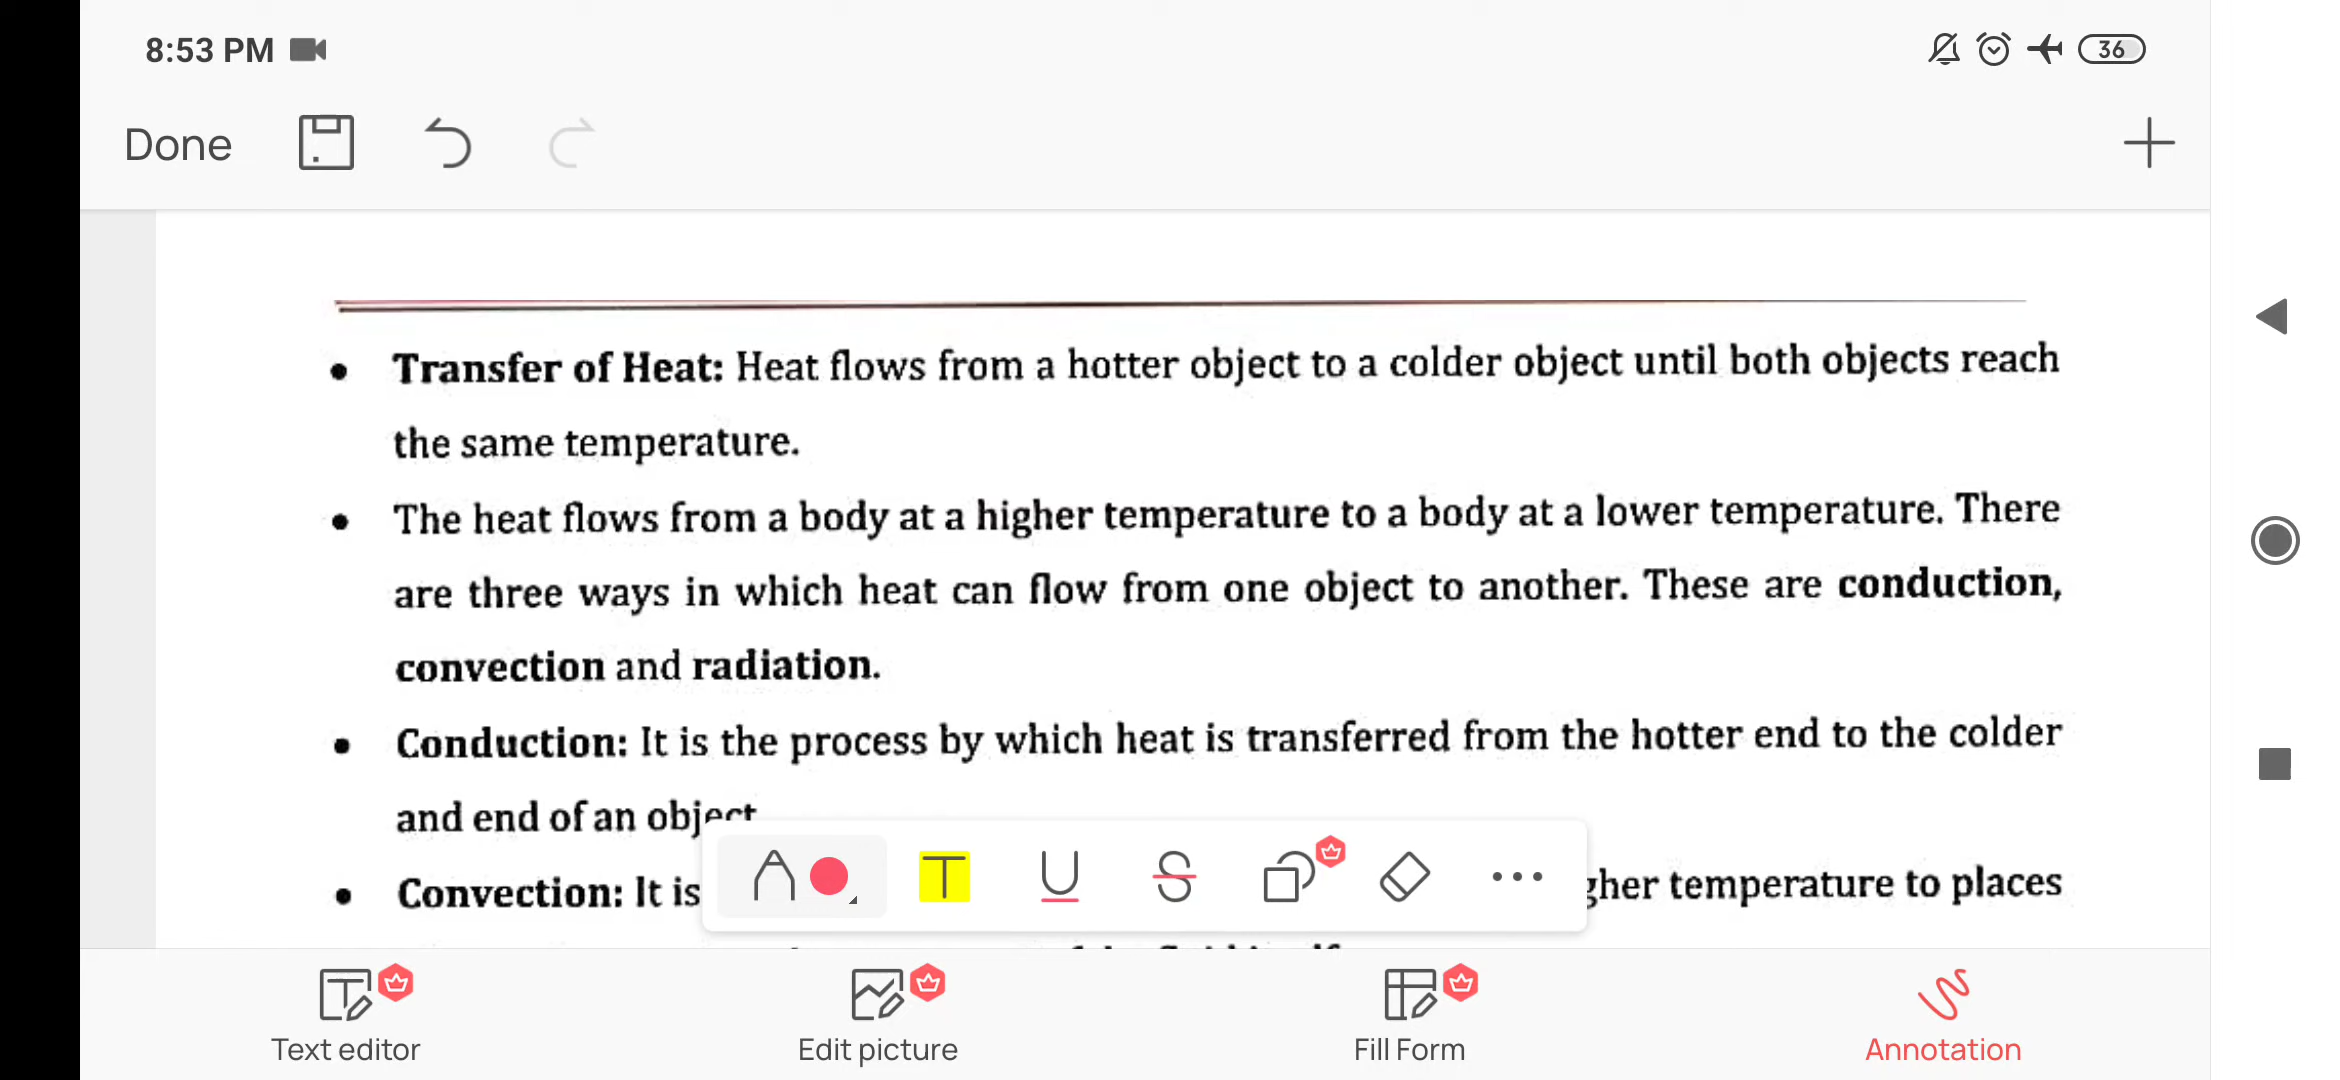 8:53 PM
36
Done
Transfer of Heat: Heat flows from a hotter object to a colder object until both objects reach
the same temperature.
The heat flows from a body at a higher temperature to a body at a lower temperature. There
are three ways in which heat can flow from one object to another. These are conduction,
convection and radiation.
Conduction: It is the process by which heat is transferred from the hotter end to the colder
and end of an object
Convection: It is
temperature to places
Text editor
Edit picture
Fill Form
Annotation